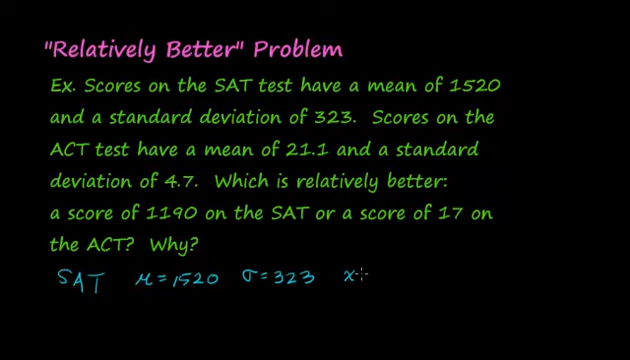 "Relatively Better" Problem
Ex. Scores on the SAT test have a mean of 1520
and a standard deviation of 323. Scores on the
ACT test have a mean of 21.1 and a standard
deviation of 4.7. Which is relatively better:
a score of 1190 on the SAT or a score of 17 on
the ACT? Why?
SAT μ=1520 σ=323 x